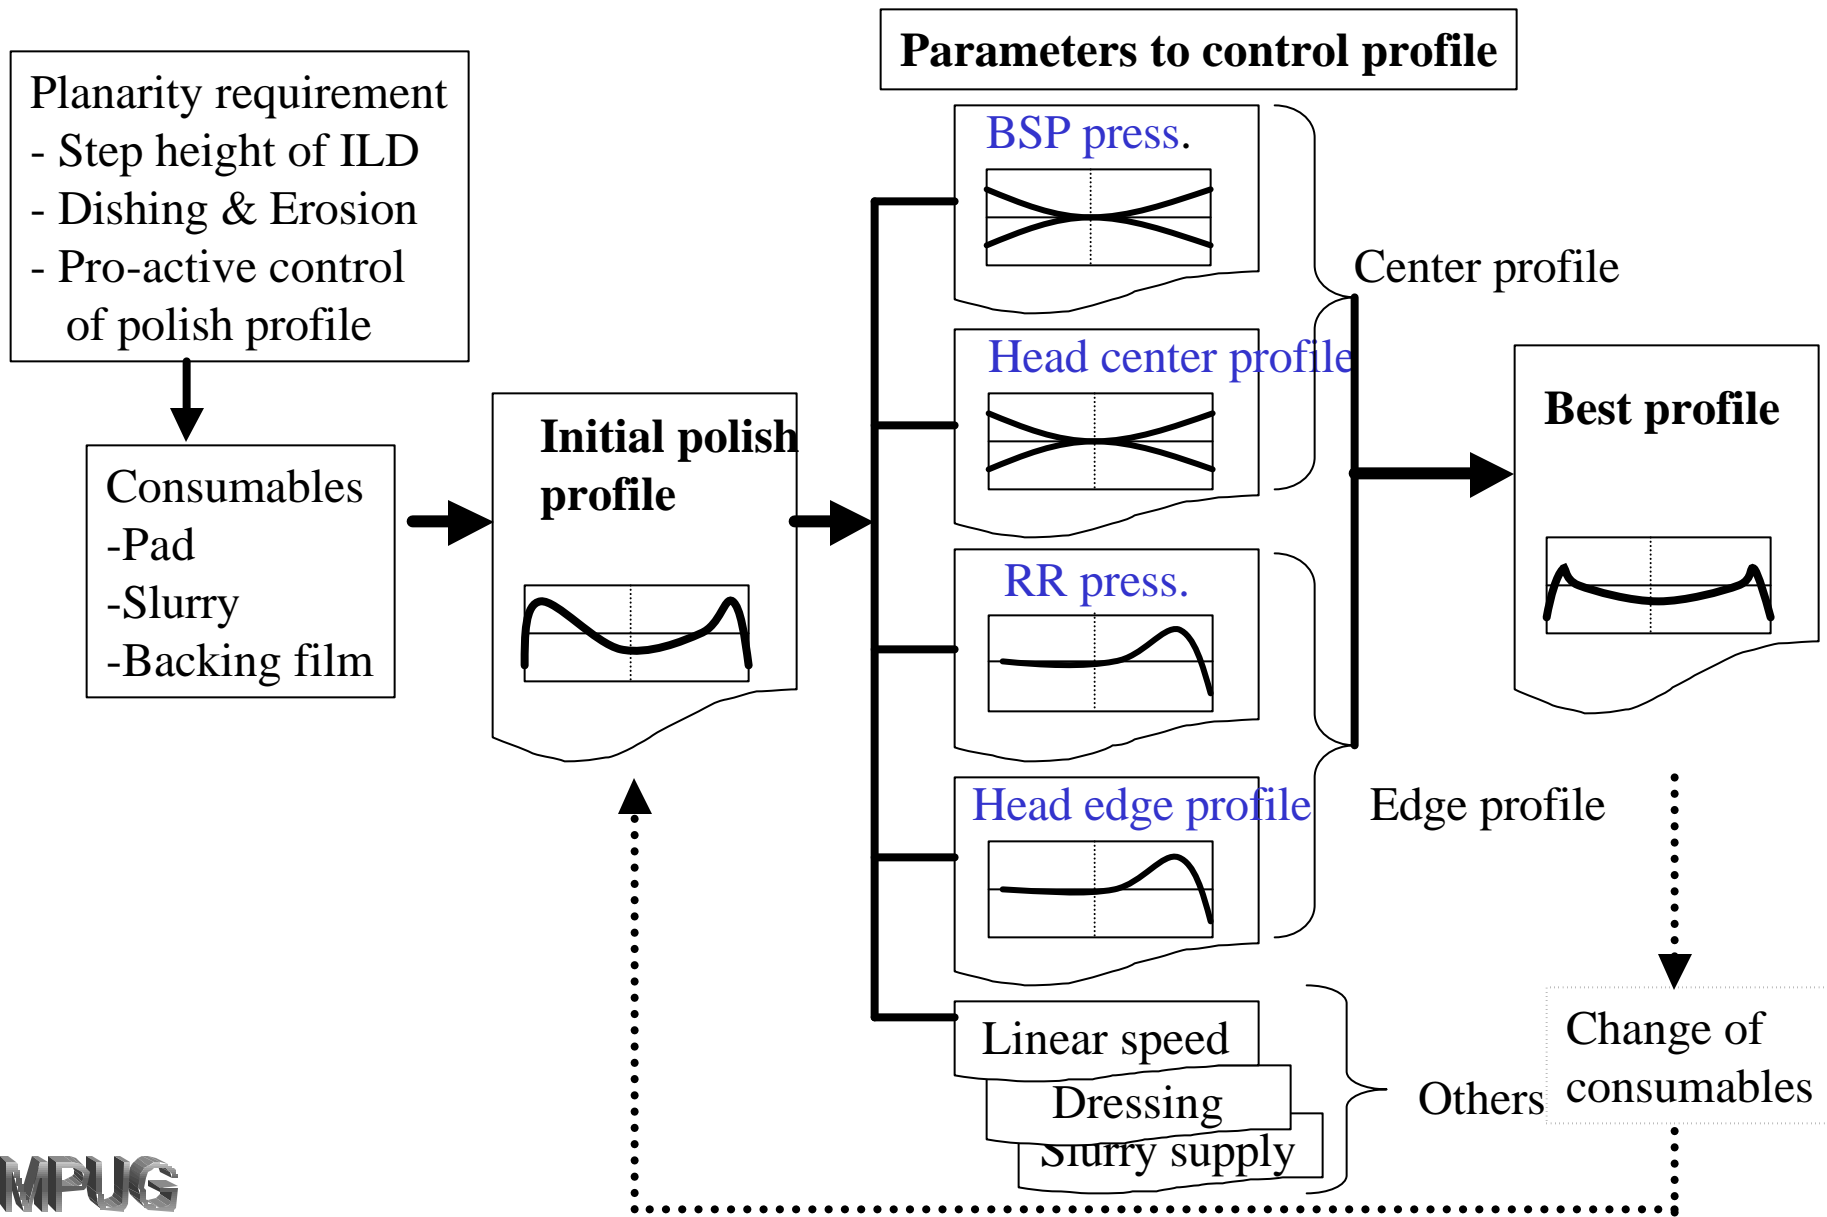 Parameters to control profile
Planarity requirement
- Step height of ILD
- Dishing & Erosion
- Pro-active control
of polish profile
Consumables
-Pad
-Slurry
-Backing film
Initial polish
profile
BSP press.
Head center profile
RR press.
Head edge profile
Linear speed
Dressing
Slurry supply
Center profile
Edge profile
Others
Best profile
Change of
consumables
MPUG